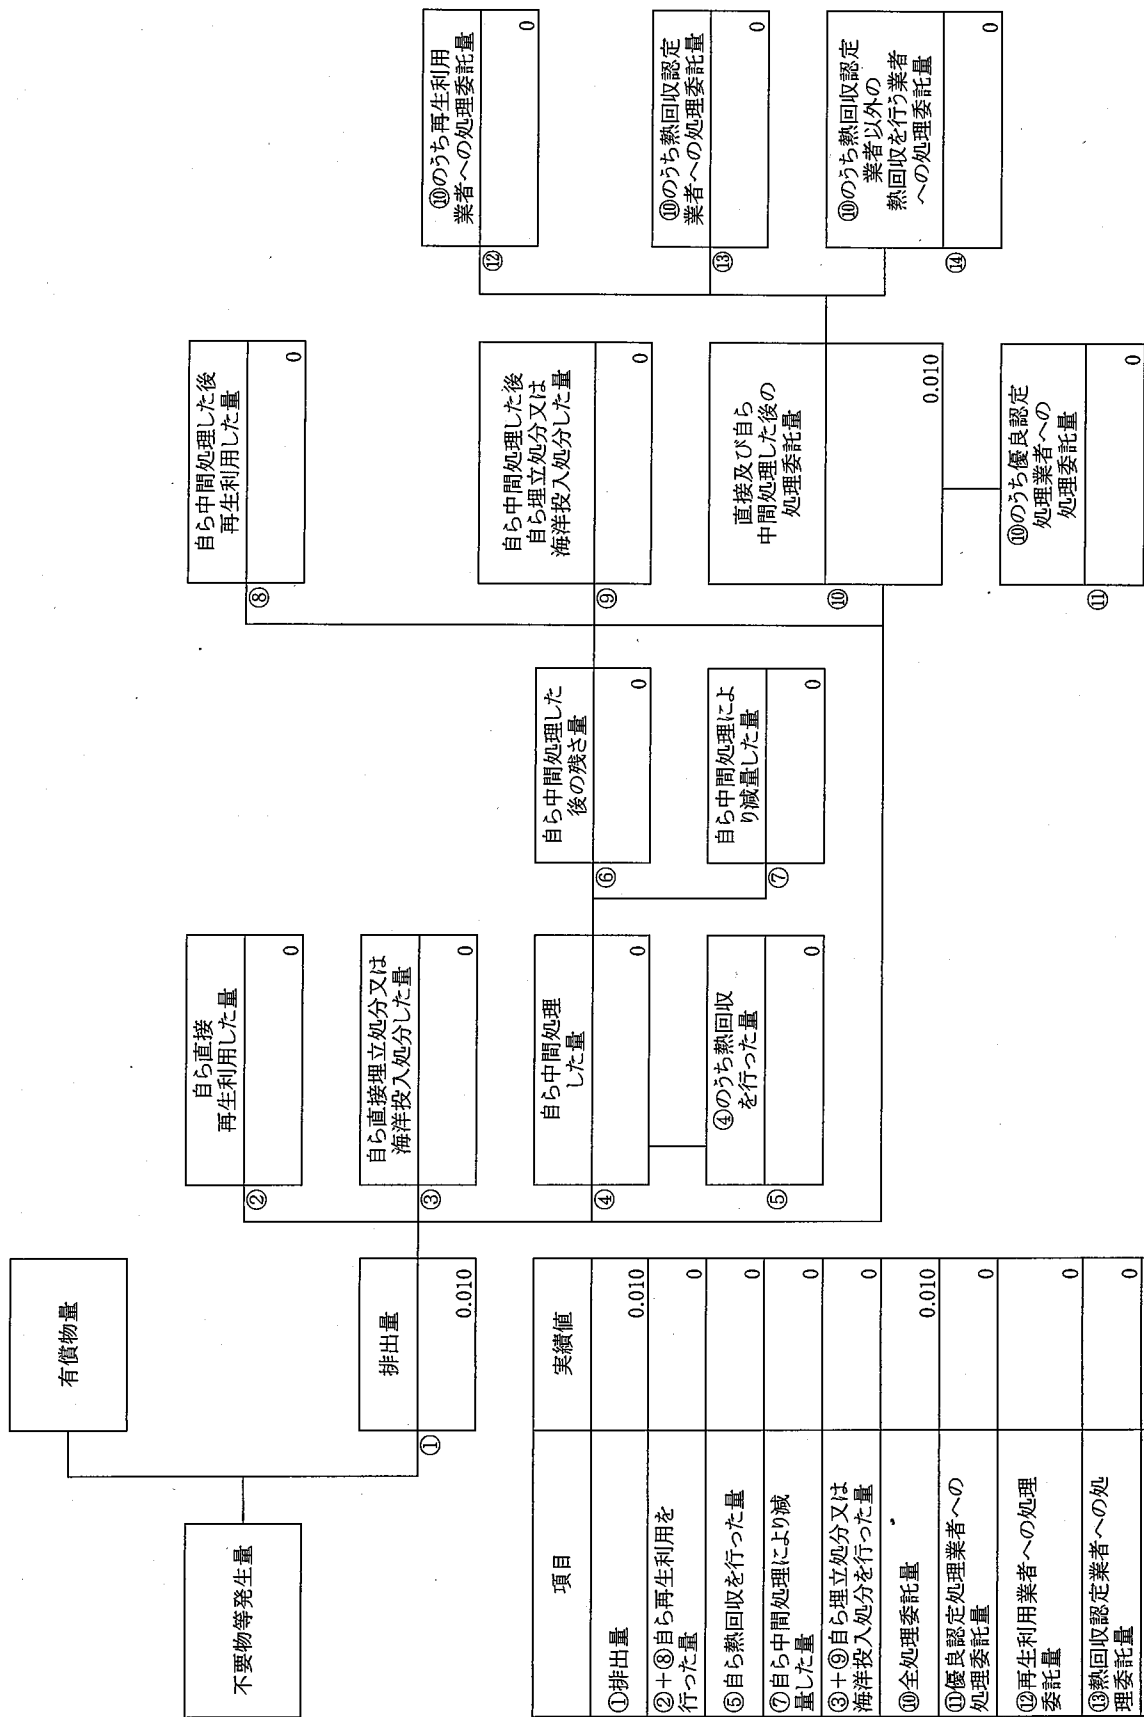 不要物等発生量
有償物量
排出量
①
0.010
自ら直接
再生利用した量
②
0
自ら直接埋立処分又は
海洋投入処分した量
③
0
自ら中間処理
した量
④
0
④のうち熱回収
を行った量
⑤
0
自ら中間処理した
後の残さ量
⑥
0
自ら中間処理によ
り減量した量
⑦
0
自ら中間処理した後
再生利用した量
⑧
0
自ら中間処理した後
自ら埋立処分又は
海洋投入処分した量
⑨
0
直接及び自ら
中間処理した後の
処理委託量
⑩
0.010
⑩のうち優良認定
処理業者への
処理委託量
⑪
0
⑩のうち再生利用
業者への処理委託量
⑫
0
⑩のうち熱回収認定
業者への処理委託量
⑬
0
⑩のうち熱回収認定
業者以外の
熱回収を行う業者
への処理委託量
⑭
0
項目 実績値
①排出量 0.010
②+⑧自ら再生利用を
行った量 0
⑤自ら熱回収を行った量 0
⑦自ら中間処理により減
量した量 0
③+⑨自ら埋立処分又は
海洋投入処分を行った量 0
⑩全処理委託量 0.010
⑪優良認定処理業者への
処理委託量 0
⑫再生利用業者への処理
委託量 0
⑬熱回収認定業者への処
理委託量 0